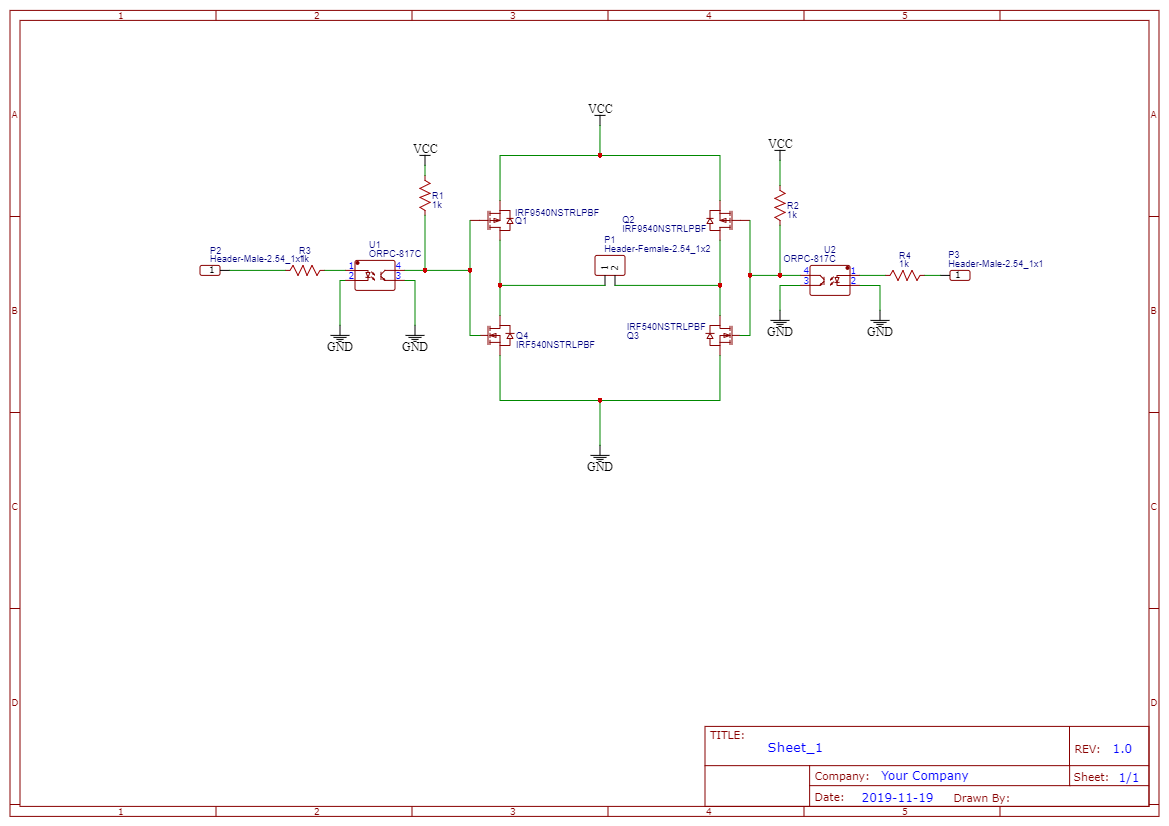 1 2 3 4 5
A A
VCC
VCC
VCC
R1
1k
R2
1k
IRF9540NSTRLPBF
Q1
Q2
IRF9540NSTRLPBF
P1
Header-Female-2.54_1x2
1 2
P2
Header-Male-2.54_1x1
1
R3
1k
U1
ORPC-817C
1
2
4
3
U2
ORPC-817C
4
3
1
2
R4
1k
P3
Header-Male-2.54_1x1
1
B B
Q4
IRF540NSTRLPBF
IRF540NSTRLPBF
Q3
GND
GND
GND
GND
GND
C C
D D
TITLE:
Sheet_1
REV: 1.0
Company: Your Company
Sheet: 1/1
Date: 2019-11-19 Drawn By:
1 2 3 4 5